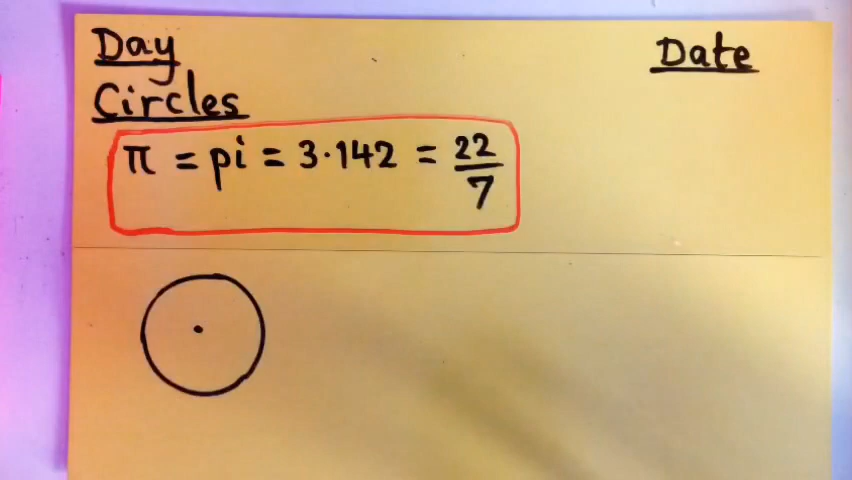 Day
Date
Circles
π = pi = 3·142 = 22/7